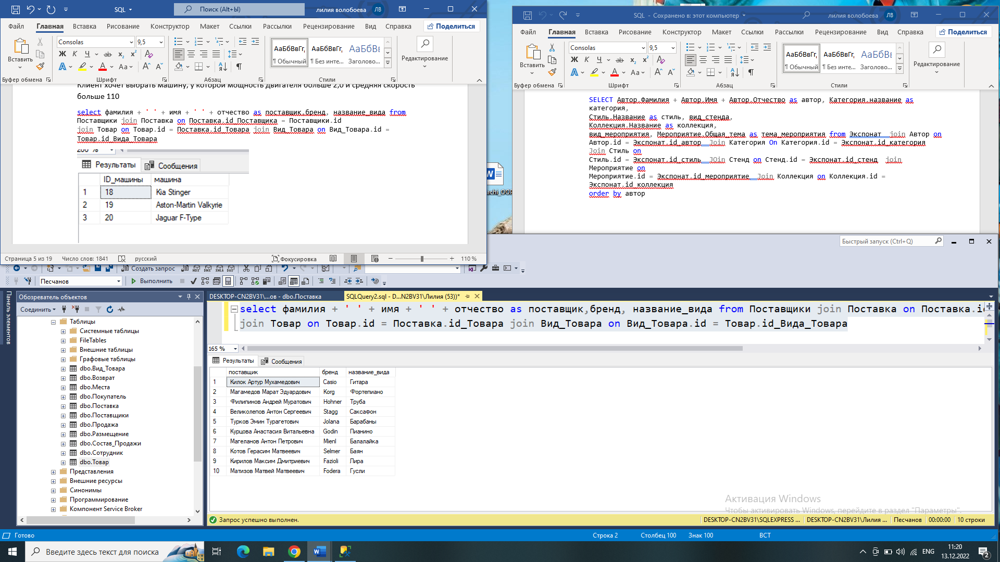 SQL
Поиск (Alt+Ы)
лилия волобоева
ЛВ
Файл Главная Вставка Рисование Конструктор Макет Ссылки Рассылки Рецензирование Вид Справка Поделиться
Consolas 9,5
Вставить
Ж К Ч ab x₂ x²
АаБбВвГг, АаБбВвГг, АаБбВв
¶ Обычный ¶ Без инте... Заголово...
Редактирование
Буфер обмена Шрифт Абзац Стили
Клиент хочет выбрать машину, у которой мощность двигателя больше 2,0 и средняя скорость
больше 110
select фамилия + ' ' + имя + ' ' + отчество as поставщик,бренд, название_вида from
Поставщики join Поставка on Поставка.id_Поставщика = Поставщики.id
join Товар on Товар.id = Поставка.id_Товара join Вид_Товара on Вид_Товара.id =
Товар.id_Вида_Товара
200 %
Результаты Сообщения
ID_машины машина
1 18 Kia Stinger
2 19 Aston-Martin Valkyrie
3 20 Jaguar F-Type
Страница 5 из 19 Число слов: 1841 русский Фокусировка 110 %
SQL - Сохранено в: этот компьютер
лилия волобоева
ЛВ
Файл Главная Вставка Рисование Конструктор Макет Ссылки Рассылки Рецензирование Вид Справка Поделиться
Consolas 9,5
Вставить
Ж К Ч ab x₂ x²
АаБбВвГг, АаБбВвГг, АаБбВв
¶ Обычный ¶ Без инте... Заголово...
Редактирование
Буфер обмена Шрифт Абзац Стили
SELECT Автор.Фамилия + Автор.Имя + Автор.Отчество as автор, Категория.название as
категория,
Стиль.Название as стиль, вид_стенда,
Коллекция.Название as коллекция,
вид_мероприятия, Мероприятие.Общая_тема as тема_мероприятия from Экспонат join Автор on
Автор.id = Экспонат.id_автор Join Категория On Категория.id = Экспонат.id_категория
Join Стиль on
Стиль.id = Экспонат.id_стиль JOin Стенд on Стенд.id = Экспонат.id_стенд join
Мероприятие on
Мероприятие.id = Экспонат.id_мероприятие Join Коллекция on Коллекция.id =
Экспонат.id_коллекция
order by автор
Быстрый запуск (Ctrl+Q)
Создать запрос MDX DMX XMLA DAX
Песчанов Выполнить
Панель элементов
Обозреватель объектов
Соединить
Таблицы
Системные таблицы
FileTables
Внешние таблицы
Графовые таблицы
dbo.Вид_Товара
dbo.Возврат
dbo.Места
dbo.Покупатель
dbo.Поставка
dbo.Поставщики
dbo.Продажа
dbo.Размещение
dbo.Состав_Продажи
dbo.Сотрудник
dbo.Товар
Представления
Внешние ресурсы
Синонимы
Программирование
Компонент Service Broker
DESKTOP-CN2BV31\...ов - dbo.Поставка
SQLQuery2.sql - D...N2BV31\Лилия (53))*
select фамилия + ' ' + имя + ' ' + отчество as поставщик,бренд, название_вида from Поставщики join Поставка on Поставка.i
join Товар on Товар.id = Поставка.id_Товара join Вид_Товара on Вид_Товара.id = Товар.id_Вида_Товара
165 %
Результаты Сообщения
поставщик бренд название_вида
1 Килок Артур Мухамедович Casio Гитара
2 Магамедов Марат Эдуардович Korg Фортепиано
3 Филипинов Андрей Муратович Hohner Труба
4 Великолепов Антон Сергеевич Stagg Саксафон
5 Турков Эмин Турагетович Jolana Барабаны
6 Курцова Анастасия Витальевна Godin Пианино
7 Магеланов Антон Петрович Mienl Балалайка
8 Котов Герасим Матвеевич Selmer Баян
9 Кирилов Максим Дмитриевич Fazioli Лира
10 Матизов Матвей Матвеевич Fodera Гусли
Активация Windows
Чтобы активировать Windows, перейдите в раздел "Параметры".
Запрос успешно выполнен.
DESKTOP-CN2BV31\SQLEXPRESS ... DESKTOP-CN2BV31\Лилия ... Песчанов 00:00:00 10 строки
Готово Строка 2 Столбец 100 Знак 100 ВСТ
Введите здесь текст для поиска
ENG
11:20
13.12.2022
2